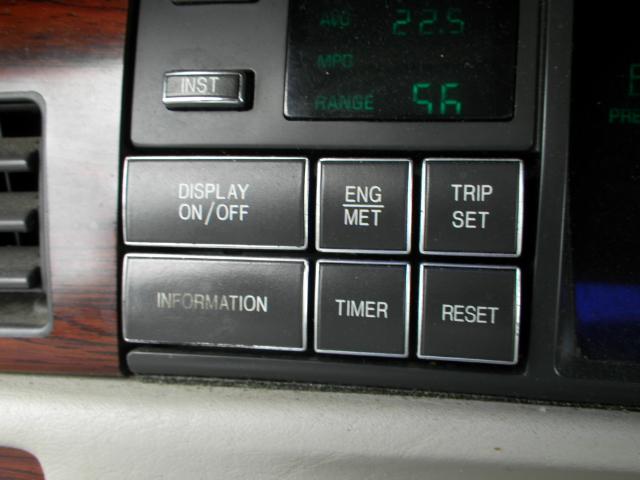 AVG 22.5
MPG
INST
RANGE 56
DISPLAY
ON/OFF
ENG
MET
TRIP
SET
INFORMATION
TIMER
RESET